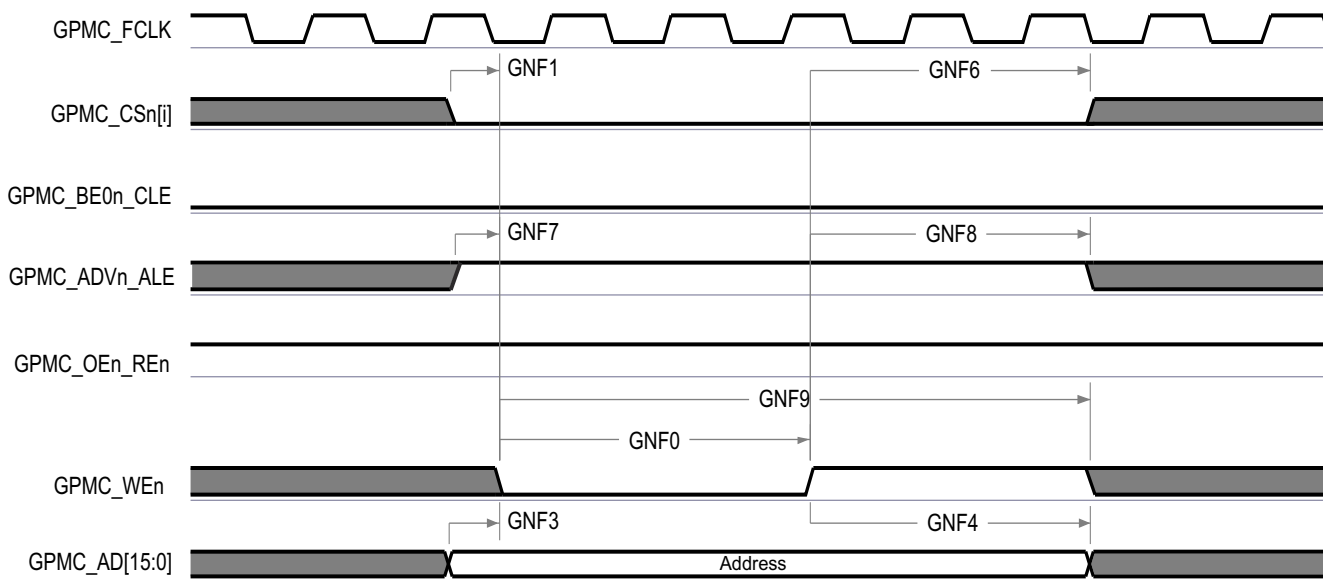 GPMC_FCLK
GNF1
GNF6
GPMC_CSn[i]
GPMC_BE0n_CLE
GNF7
GNF8
GPMC_ADVn_ALE
GPMC_OEn_REn
GNF9
GNF0
GPMC_WEn
GNF3
GNF4
GPMC_AD[15:0]
Address